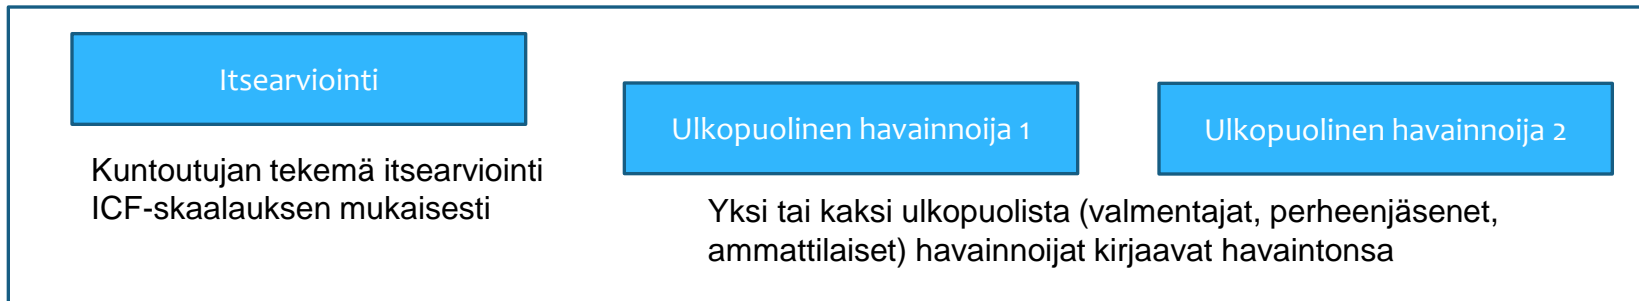 Itsearviointi
Kuntoutujan tekemä itsearviointi
ICF-skaalauksen mukaisesti
Ulkopuolinen havainnoija 1
Ulkopuolinen havainnoija 2
Yksi tai kaksi ulkopuolista (valmentajat, perheenjäsenet,
ammattilaiset) havainnoijat kirjaavat havaintonsa